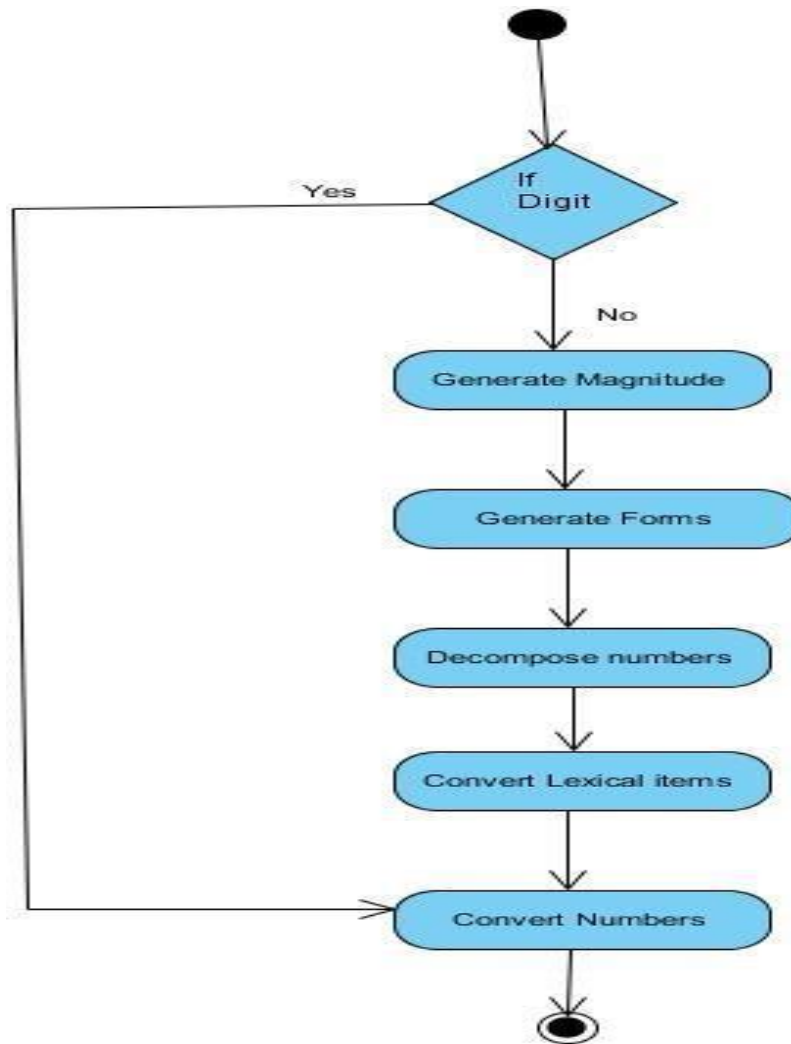 If
Digit
Yes
No
Generate Magnitude
Generate Forms
Decompose numbers
Convert Lexical items
Convert Numbers